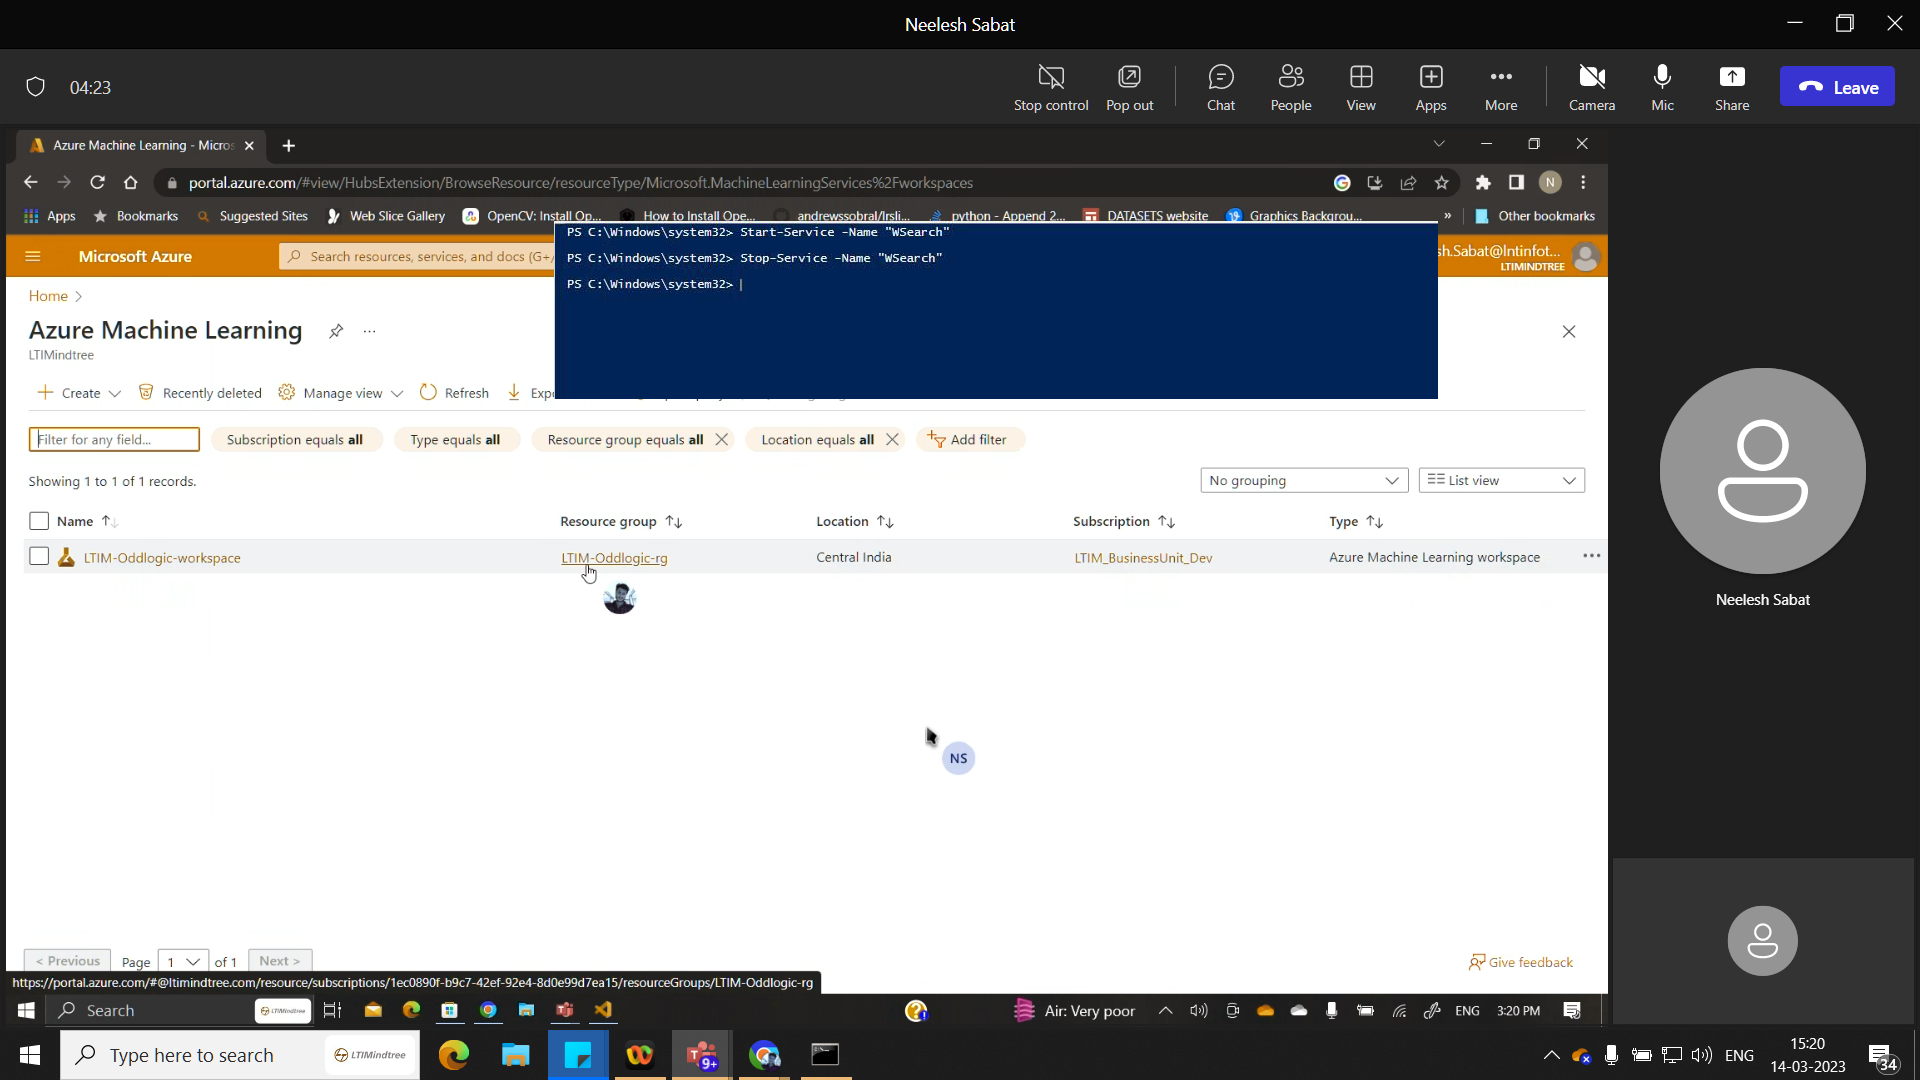 Neelesh Sabat
04:23
Stop control Pop out Chat People View Apps More Camera Mic Share Leave
Azure Machine Learning - Micros
portal.azure.com/#view/HubsExtension/BrowseResource/resourceType/Microsoft.MachineLearningServices%2Fworkspaces
N
Apps Bookmarks Suggested Sites Web Slice Gallery OpenCV: Install Op... How to Install Ope... andrewssobral/lrsli... python - Append 2... DATASETS website Graphics Backgrou... » Other bookmarks
PS C:\Windows\system32> Start-Service -Name "WSearch"
PS C:\Windows\system32> Stop-Service -Name "WSearch"
PS C:\Windows\system32>
Microsoft Azure Search resources, services, and docs (G+/ sh.Sabat@lntinfot...
LTIMINDTREE
Home >
Azure Machine Learning ...
LTIMindtree
Create Recently deleted Manage view Refresh Expo
Filter for any field... Subscription equals all Type equals all Resource group equals all Location equals all Add filter
Showing 1 to 1 of 1 records. No grouping List view
Name Resource group Location Subscription Type
LTIM-Oddlogic-workspace LTIM-Oddlogic-rg Central India LTIM_BusinessUnit_Dev Azure Machine Learning workspace ...
NS
Neelesh Sabat
< Previous Page 1 of 1 Next > Give feedback
https://portal.azure.com/#@ltimindtree.com/resource/subscriptions/1ec0890f-b9c7-42ef-92e4-8d0e99d7ea15/resourceGroups/LTIM-Oddlogic-rg
Search LTIMindtree Air: Very poor ENG 3:20 PM
Type here to search LTIMindtree 9+ ENG 15:20
14-03-2023
34